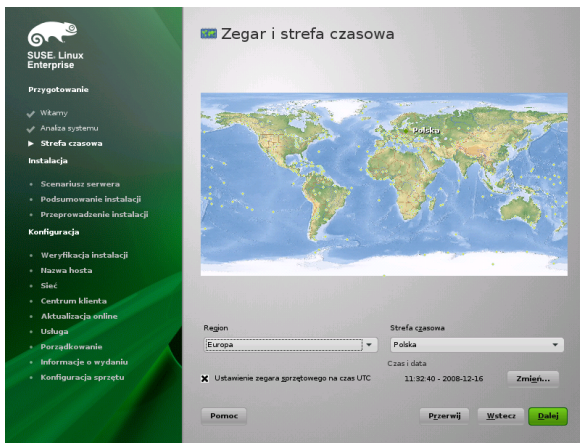 SUSE. Linux
Enterprise
Przygotowanie
Witamy
Analiza systemu
Strefa czasowa
Instalacja
Scenariusz serwera
Podsumowanie instalacji
Przeprowadzenie instalacji
Konfiguracja
Weryfikacja instalacji
Nazwa hosta
Sieć
Centrum klienta
Aktualizacja online
Usługa
Porządkowanie
Informacje o wydaniu
Konfiguracja sprzętu
Zegar i strefa czasowa
Polska
Region
Europa
Strefa czasowa
Polska
Czas i data
Ustawienie zegara sprzętowego na czas UTC
11:32:40 - 2008-12-16
Zmień...
Pomoc
Przerwij
Wstecz
Dalej